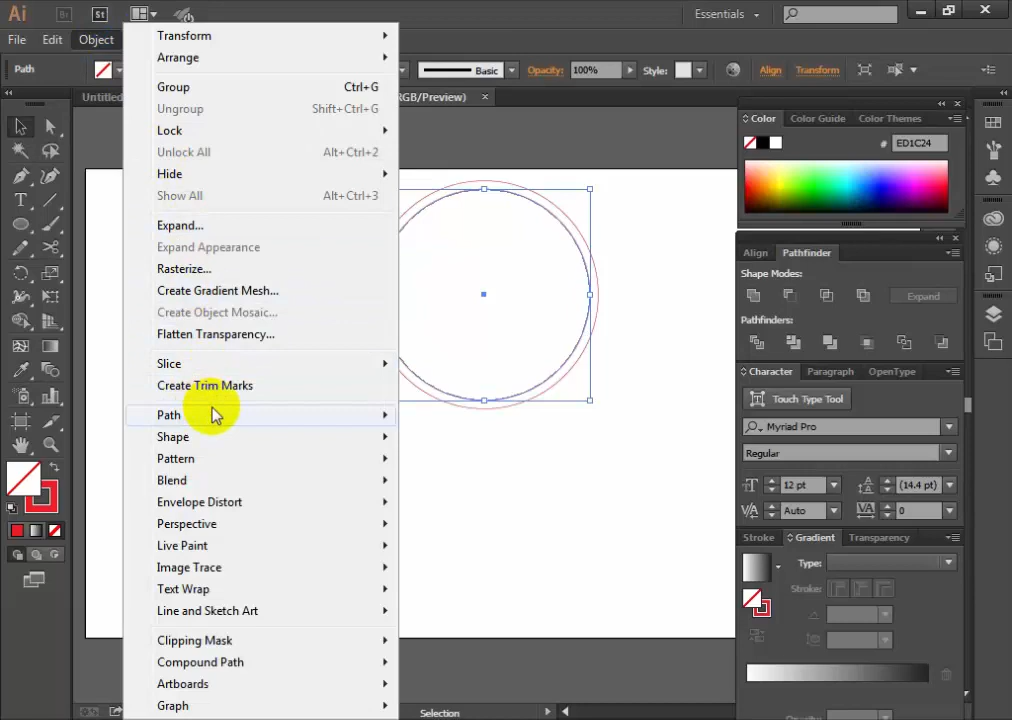 Ai Br St Essentials
File Edit Object
Path Basic Opacity: 100% Style: Align Transform
Untitled RGB/Preview) ×
Transform
Arrange
Group Ctrl+G
Ungroup Shift+Ctrl+G
Lock
Unlock All Alt+Ctrl+2
Hide
Show All Alt+Ctrl+3
Expand...
Expand Appearance
Rasterize...
Create Gradient Mesh...
Create Object Mosaic...
Flatten Transparency...
Slice
Create Trim Marks
Path
Shape
Pattern
Blend
Envelope Distort
Perspective
Live Paint
Image Trace
Text Wrap
Line and Sketch Art
Clipping Mask
Compound Path
Artboards
Graph
Selection
Color Color Guide Color Themes
# ED1C24
Align Pathfinder
Shape Modes:
Expand
Pathfinders:
Character Paragraph OpenType
Touch Type Tool
Myriad Pro
Regular
12 pt (14.4 pt)
Auto 0
Stroke Gradient Transparency
Type:
Stroke: